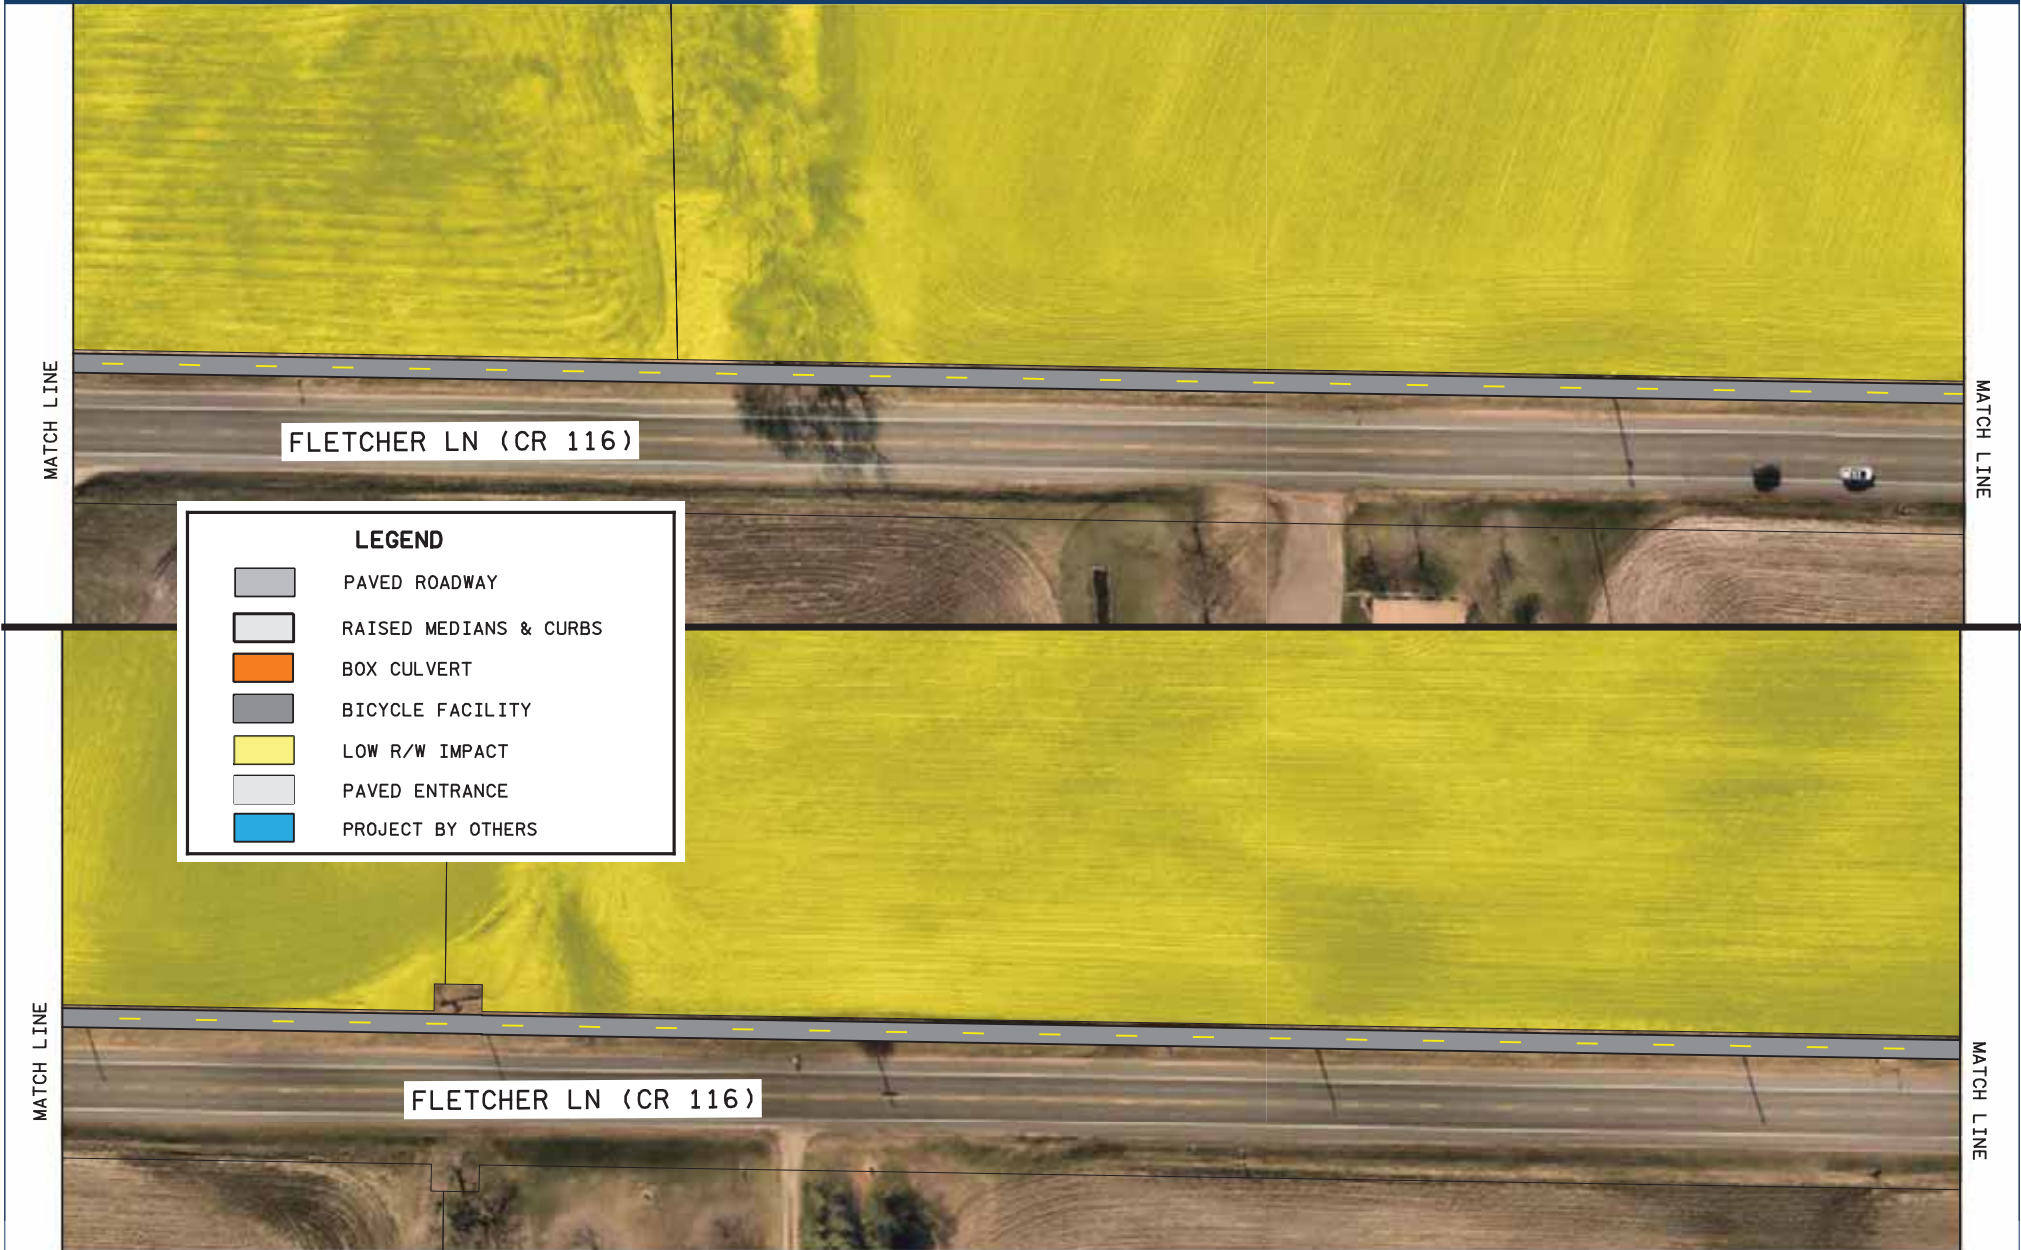 MATCH LINE
FLETCHER LN (CR 116)
MATCH LINE
LEGEND
PAVED ROADWAY
RAISED MEDIANS & CURBS
BOX CULVERT
BICYCLE FACILITY
LOW R/W IMPACT
PAVED ENTRANCE
PROJECT BY OTHERS
MATCH LINE
FLETCHER LN (CR 116)
MATCH LINE